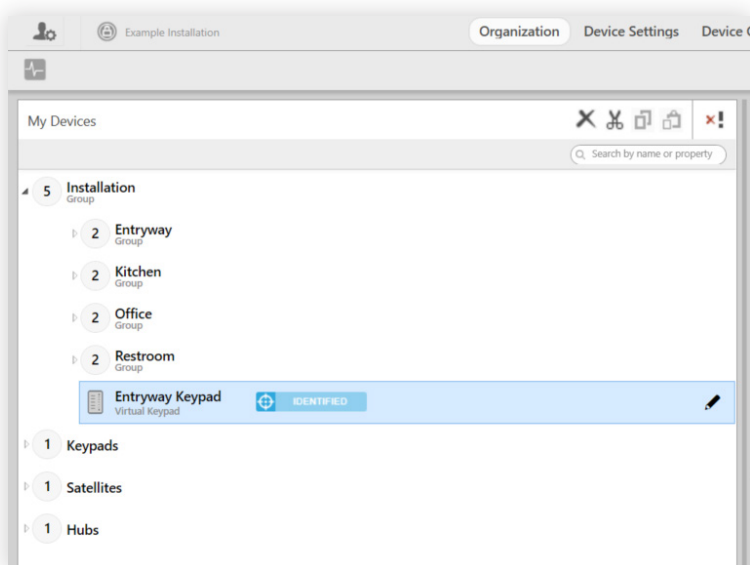 Example Installation
Organization
Device Settings
Device
My Devices
Search by name or property
5
Installation
Group
2
Entryway
Group
2
Kitchen
Group
2
Office
Group
2
Restroom
Group
Entryway Keypad
Virtual Keypad
IDENTIFIED
1
Keypads
1
Satellites
1
Hubs